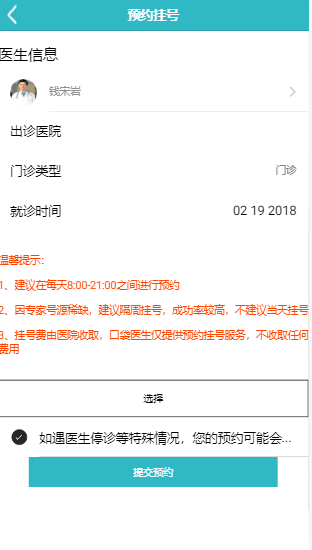 预约挂号
医生信息
钱宋岩
出诊医院
门诊类型 门诊
就诊时间 02 19 2018
温馨提示:
1、建议在每天8:00-21:00之间进行预约
2、因专家号源稀缺，建议隔周挂号，成功率较高，不建议当天挂号
3、挂号费由医院收取，口袋医生仅提供预约挂号服务，不收取任何
费用
选择
如遇医生停诊等特殊情况，您的预约可能会...
提交预约